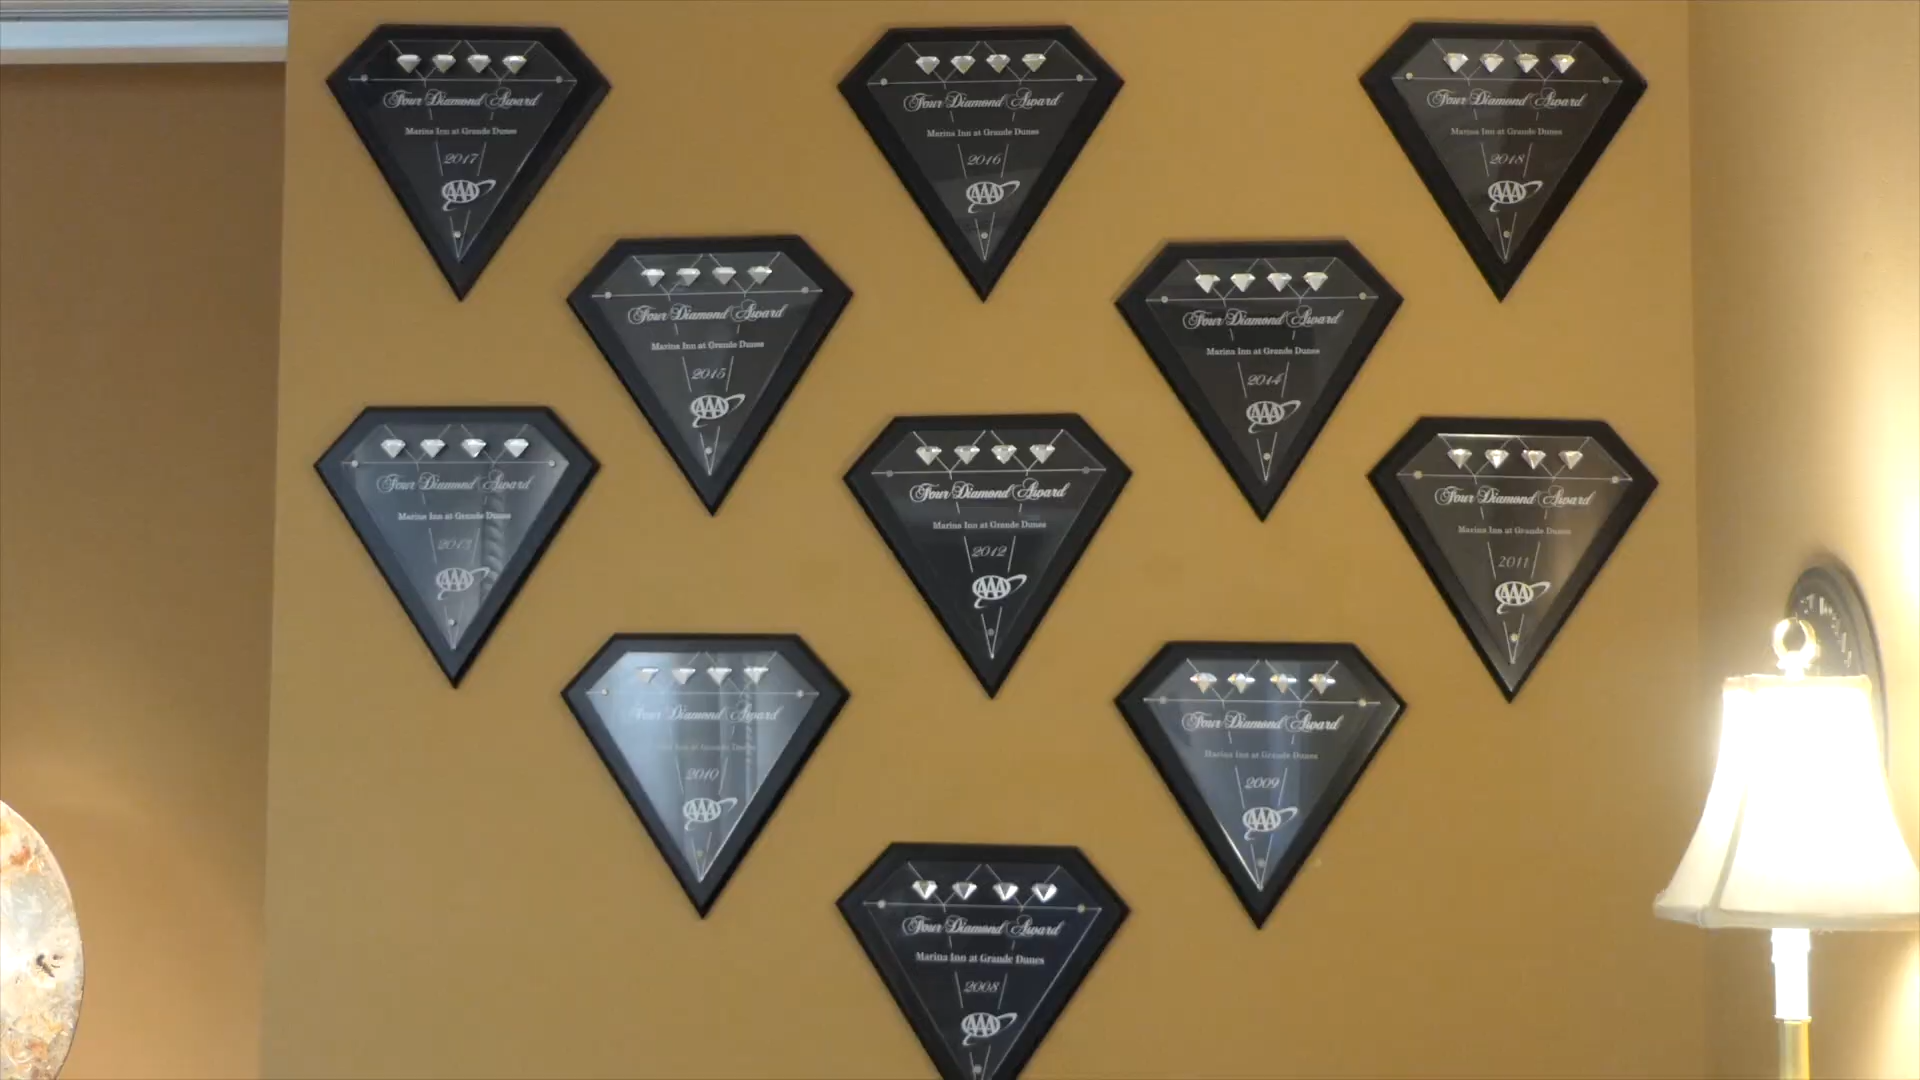 Four Diamond Award
Marina Inn at Grande Dunes
2017
AAA
Four Diamond Award
Marina Inn at Grande Dunes
2016
AAA
Four Diamond Award
Marina Inn at Grande Dunes
2018
AAA
Four Diamond Award
Marina Inn at Grande Dunes
2015
AAA
Four Diamond Award
Marina Inn at Grande Dunes
2014
AAA
Four Diamond Award
Marina Inn at Grande Dunes
2013
AAA
Four Diamond Award
Marina Inn at Grande Dunes
2012
AAA
Four Diamond Award
Marina Inn at Grande Dunes
2011
AAA
Four Diamond Award
Inn at Grande Dunes
2010
AAA
Four Diamond Award
Marina Inn at Grande Dunes
2009
AAA
Four Diamond Award
Marina Inn at Grande Dunes
2008
AAA